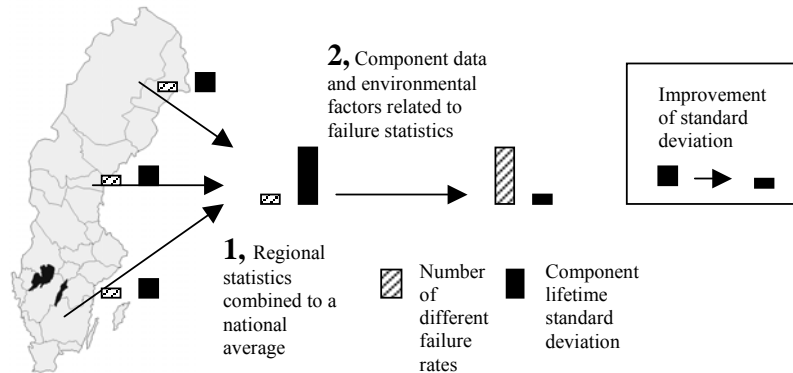 2, Component data
and environmental
factors related to
failure statistics
Improvement
of standard
deviation
1, Regional
statistics
combined to a
national
average
Number
of
different
failure
rates
Component
lifetime
standard
deviation